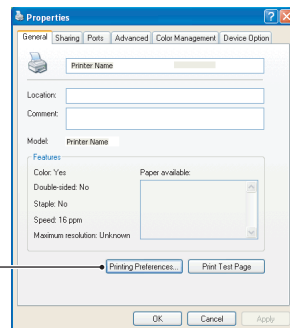 Properties
General Sharing Ports Advanced Color Management Device Option
Printer Name
Location:
Comment:
Model: Printer Name
Features
Color: Yes Paper available:
Double-sided: No
Staple: No
Speed: 16 ppm
Maximum resolution: Unknown
Printing Preferences... Print Test Page
OK Cancel Apply